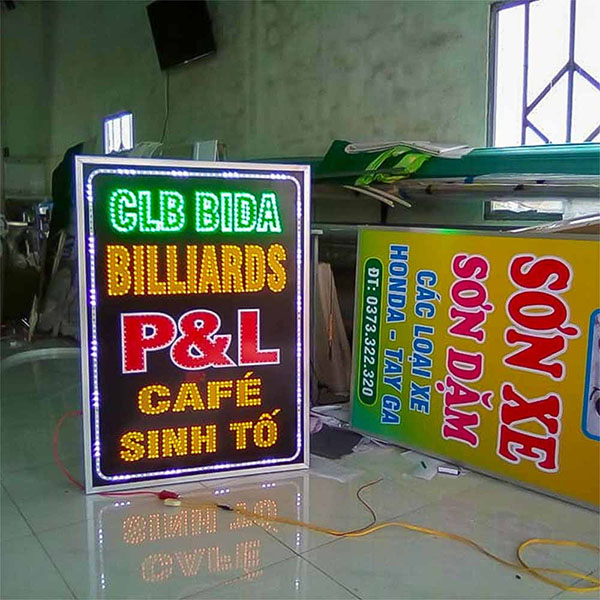 CLB BIDA
BILLIARDS
P&L
CAFÉ
SINH TỐ
SƠN XE
SƠN DẶM
CÁC LOẠI XE
HONDA - TAY GA
ĐT: 0373.322.320